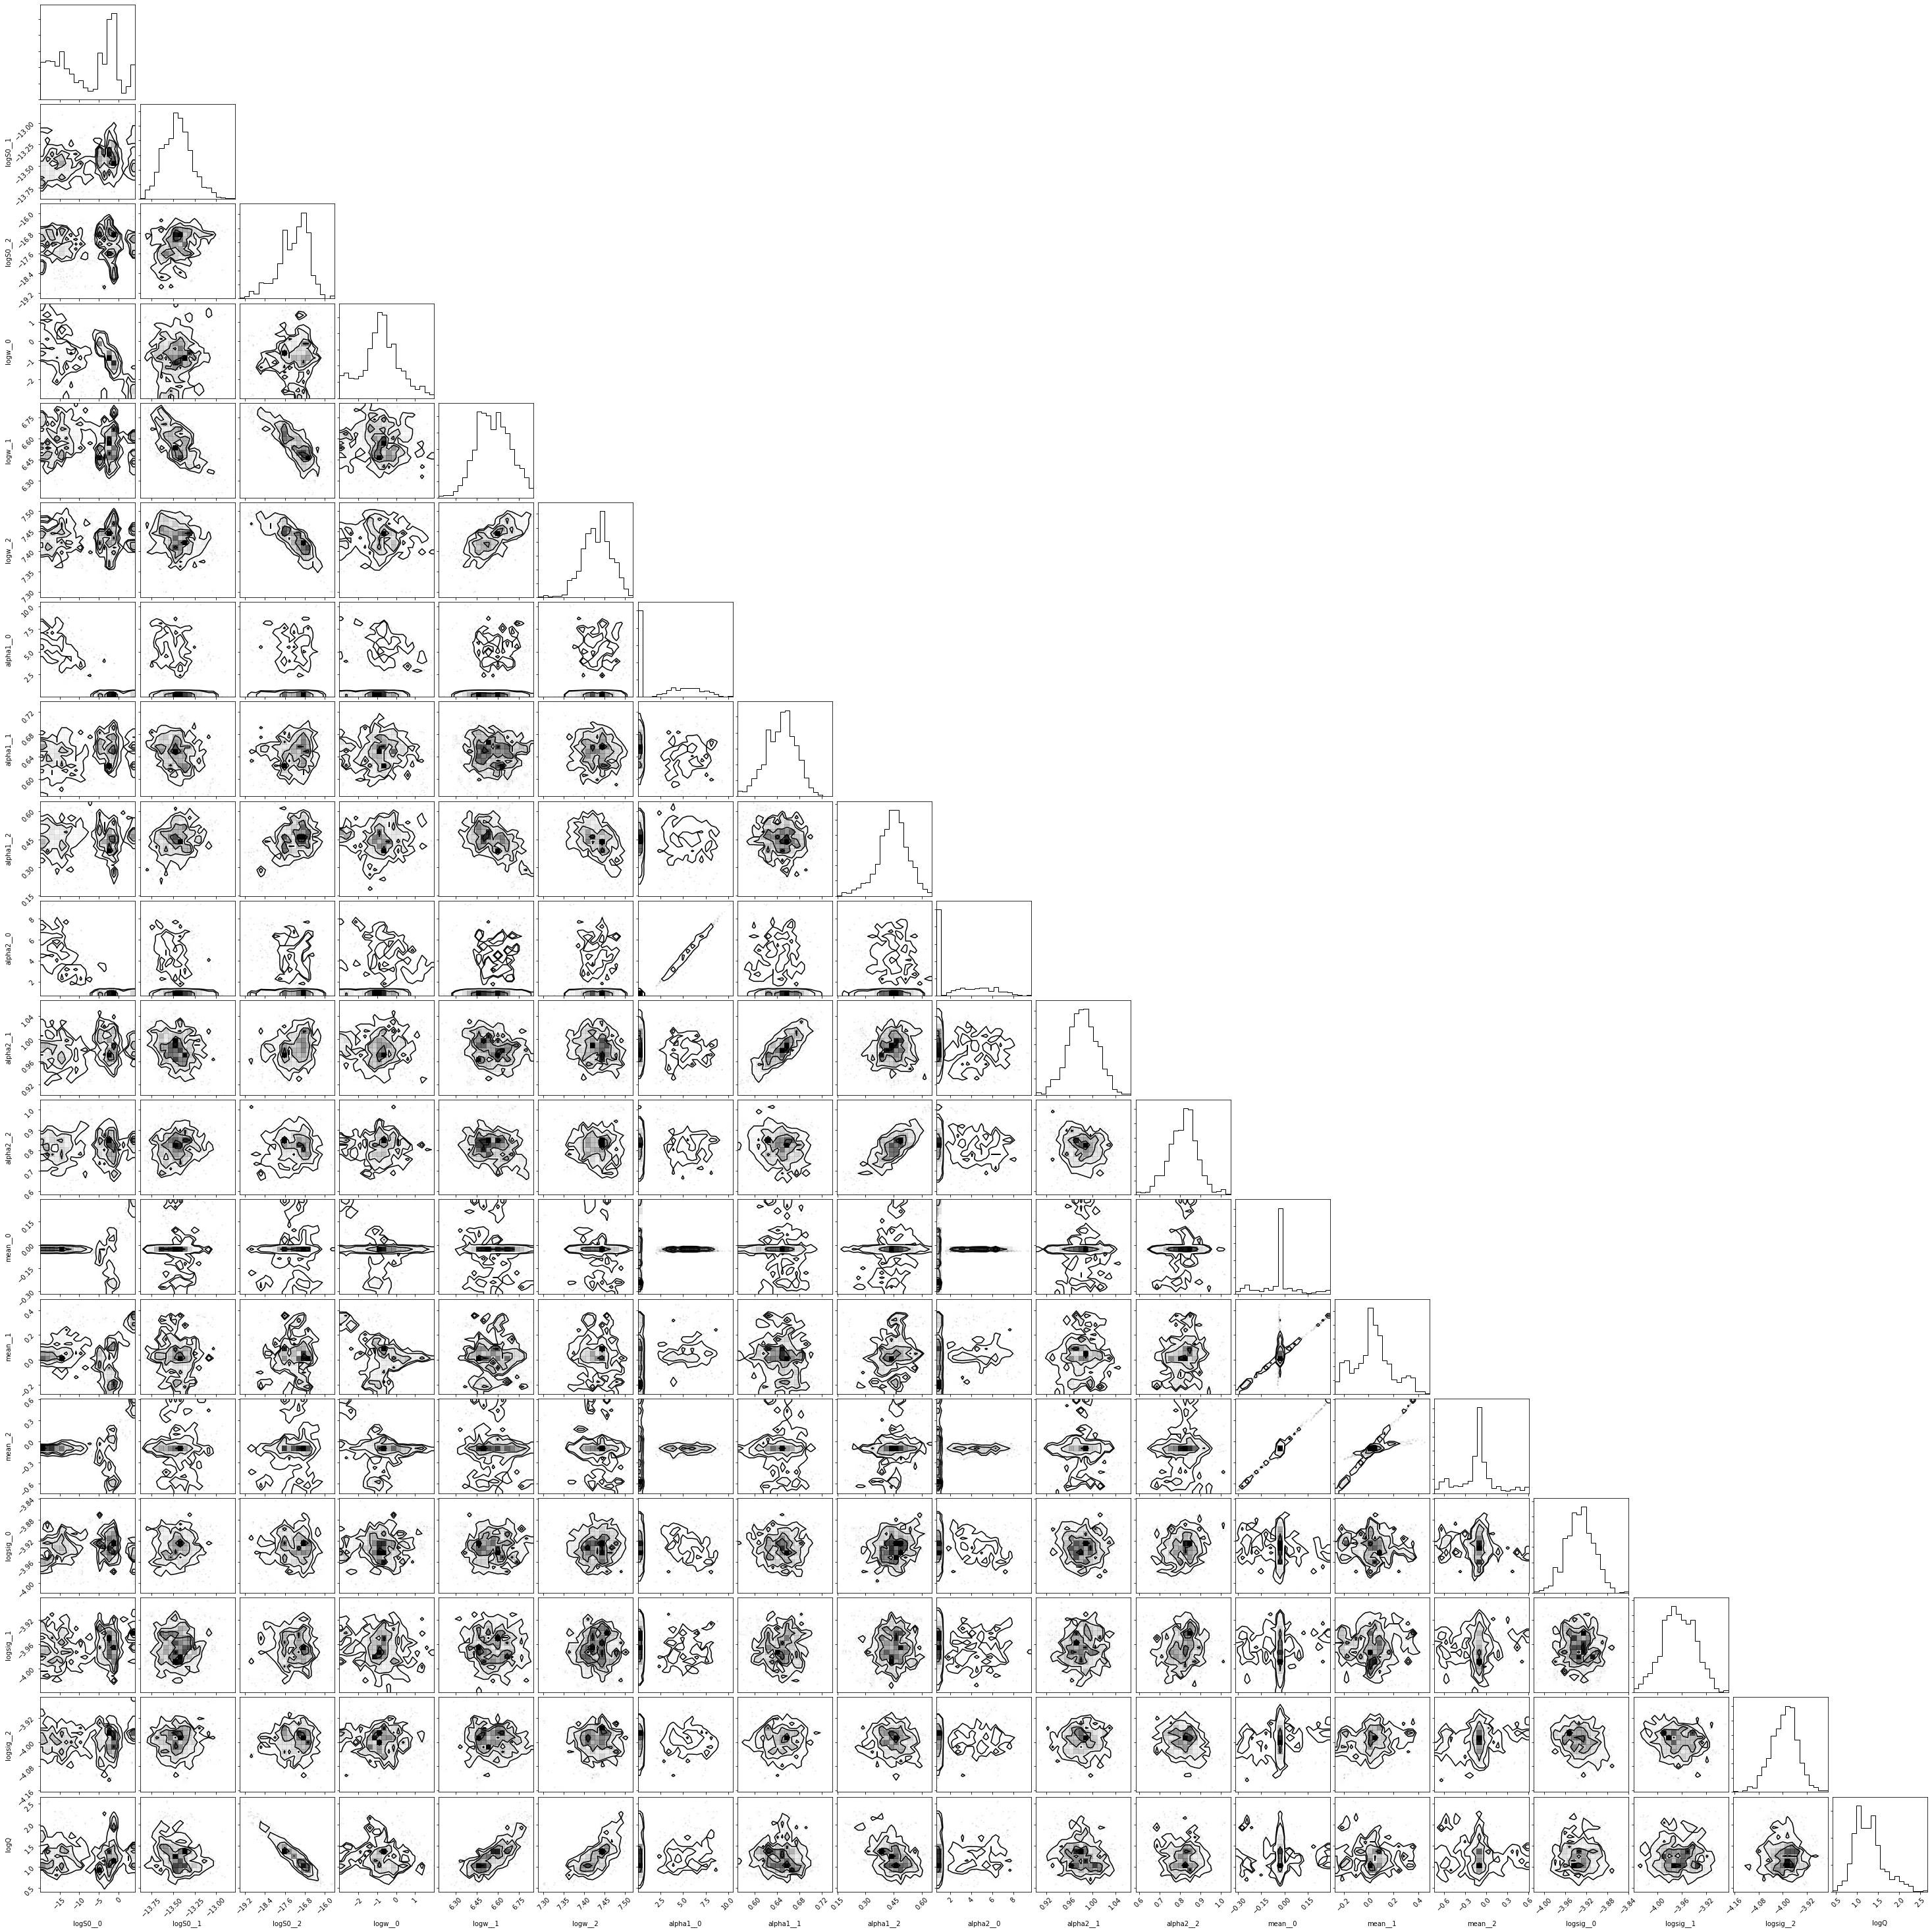 logS0__1
−13.00
−13.25
−13.50
−13.75
logS0__2
−16.0
−16.8
−17.6
−18.4
−19.2
logw__0
1
0
−1
−2
logw__1
6.75
6.60
6.45
6.30
logw__2
7.50
7.45
7.40
7.35
7.30
alpha1__0
10.0
7.5
5.0
2.5
alpha1__1
0.72
0.68
0.64
0.60
alpha1__2
0.60
0.45
0.30
0.15
alpha2__0
8
6
4
2
alpha2__1
1.04
1.00
0.96
0.92
alpha2__2
1.0
0.9
0.8
0.7
0.6
mean__0
0.15
0.00
−0.15
−0.30
mean__1
0.4
0.2
0.0
−0.2
mean__2
0.6
0.3
0.0
−0.3
−0.6
logsig__0
−3.84
−3.88
−3.92
−3.96
−4.00
logsig__1
−3.92
−3.96
−4.00
logsig__2
−3.92
−4.00
−4.08
−4.16
logQ
2.5
2.0
1.5
1.0
0.5
−15 −10 −5 0
−13.75 −13.50 −13.25 −13.00
−19.2 −18.4 −17.6 −16.8 −16.0
−2 −1 0 1
6.30 6.45 6.60 6.75
7.30 7.35 7.40 7.45 7.50
2.5 5.0 7.5 10.0
0.60 0.64 0.68 0.72
0.15 0.30 0.45 0.60
2 4 6 8
0.92 0.96 1.00 1.04
0.6 0.7 0.8 0.9 1.0
−0.30 −0.15 0.00 0.15
−0.2 0.0 0.2 0.4
−0.6 −0.3 0.0 0.3 0.6
−4.00 −3.96 −3.92 −3.88 −3.84
−4.00 −3.96 −3.92
−4.16 −4.08 −4.00 −3.92
0.5 1.0 1.5 2.0 2.5
logS0__0 logS0__1 logS0__2 logw__0 logw__1 logw__2 alpha1__0 alpha1__1 alpha1__2 alpha2__0 alpha2__1 alpha2__2 mean__0 mean__1 mean__2 logsig__0 logsig__1 logsig__2 logQ